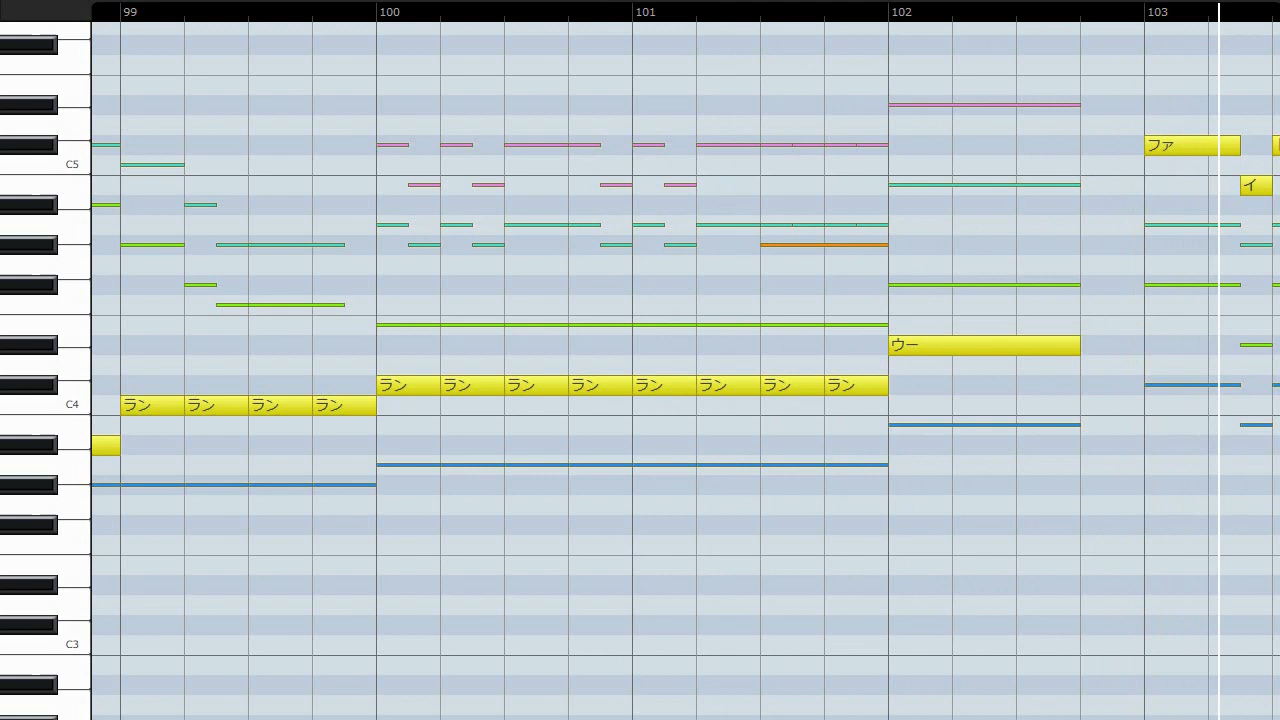 99 100 101 102 103
ファ
C5
イ
ウー
ラン ラン ラン ラン ラン ラン ラン ラン
C4
ラン ラン ラン ラン
C3